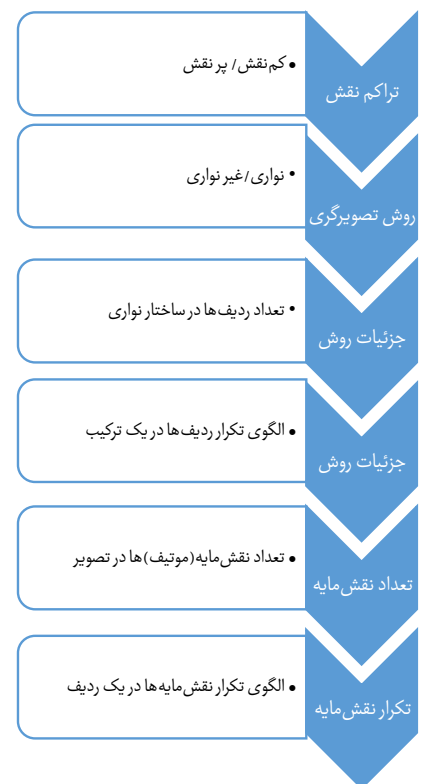 تراکم نقش
• کم‌نقش / پر نقش
روش تصویرگری
• نواری/غیر نواری
جزئیات روش
• تعداد ردیف‌ها در ساختار نواری
جزئیات روش
• الگوی تکرار ردیف‌ها در یک ترکیب
تعداد نقش‌مایه
• تعداد نقش‌مایه(موتیف)ها در تصویر
تکرار نقش‌مایه
• الگوی تکرار نقش‌مایه‌ها در یک ردیف